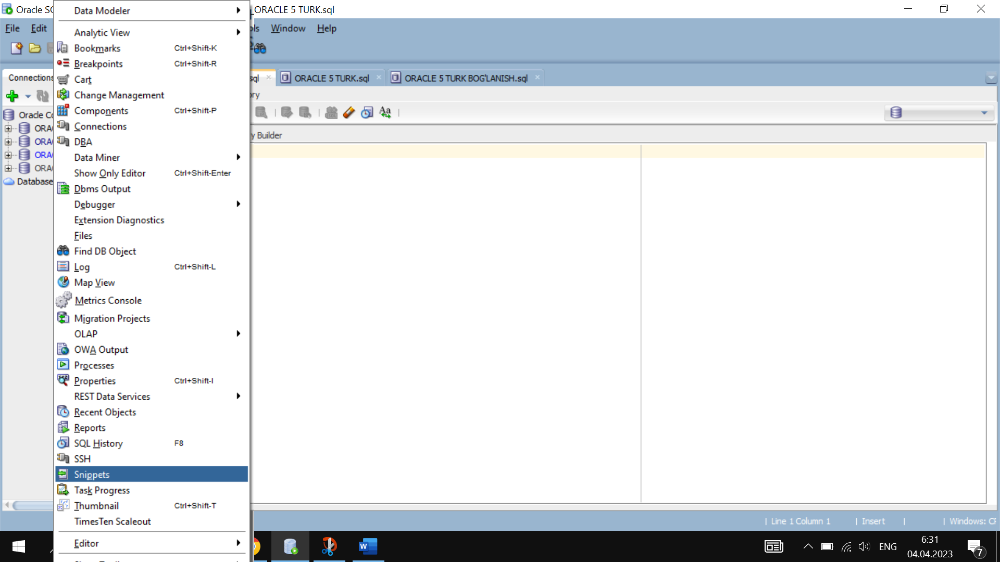 Oracle SQ
ORACLE 5 TURK.sql
File Edit
Window Help
Data Modeler
Analytic View
Bookmarks Ctrl+Shift-K
Breakpoints Ctrl+Shift-R
Cart
Change Management
Components Ctrl+Shift-P
Connections
DBA
Data Miner
Show Only Editor Ctrl+Shift-Enter
Dbms Output
Debugger
Extension Diagnostics
Files
Find DB Object
Log Ctrl+Shift-L
Map View
Metrics Console
Migration Projects
OLAP
OWA Output
Processes
Properties Ctrl+Shift-I
REST Data Services
Recent Objects
Reports
SQL History F8
SSH
Snippets
Task Progress
Thumbnail Ctrl+Shift-T
TimesTen Scaleout
Editor
Connections
Oracle Co
ORA
ORA
ORA
ORA
Database
sql ORACLE 5 TURK.sql ORACLE 5 TURK BOG'LANISH.sql
ory
y Builder
Aa
| Line 1 Column 1 | Insert | | Windows: CF
W
ENG
6:31
04.04.2023
7